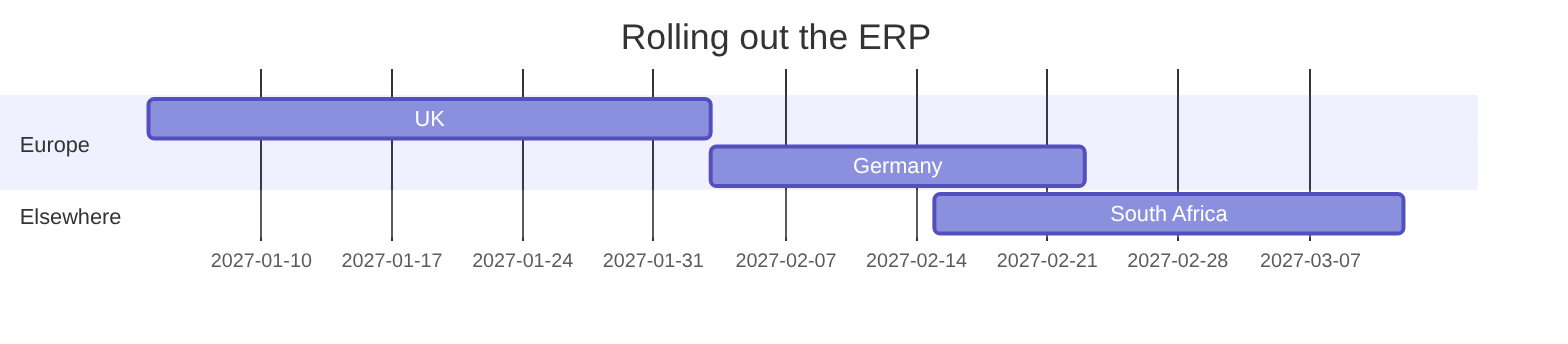 Rolling out the ERP
Europe
UK
Germany
Elsewhere
South Africa
2027-01-10
2027-01-17
2027-01-24
2027-01-31
2027-02-07
2027-02-14
2027-02-21
2027-02-28
2027-03-07